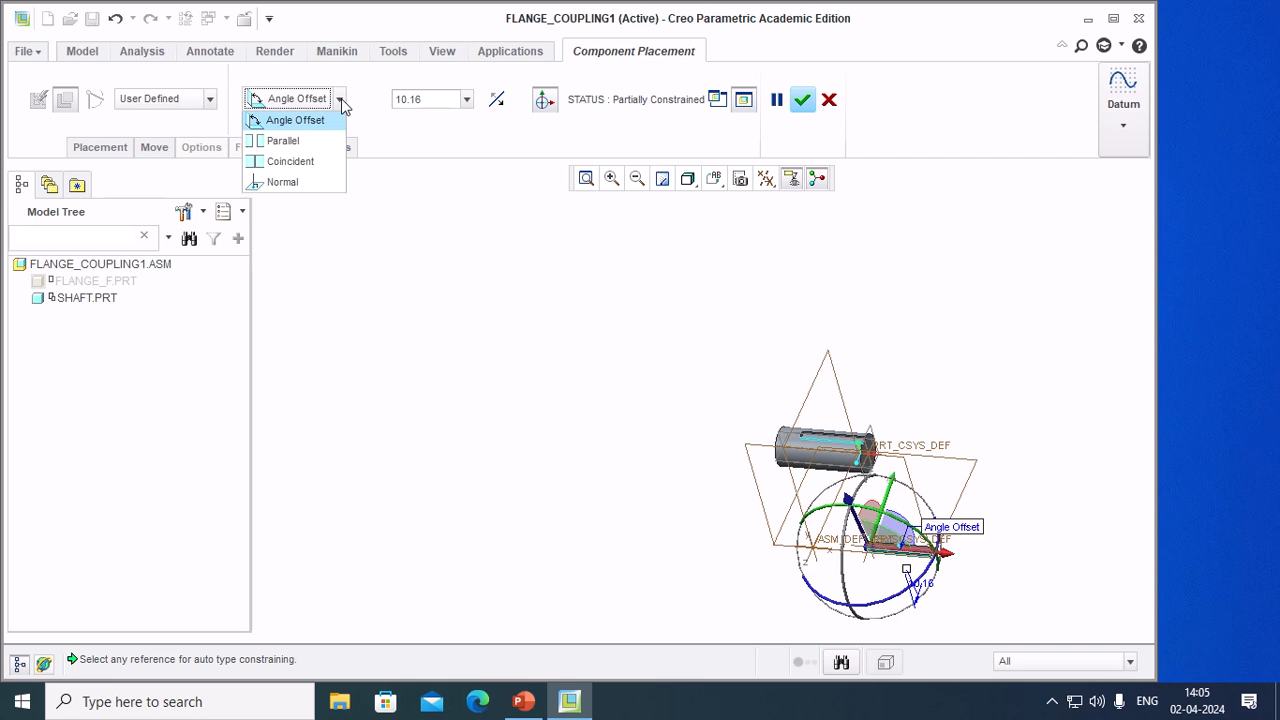 FLANGE_COUPLING1 (Active) - Creo Parametric Academic Edition
File
Model
Analysis
Annotate
Render
Manikin
Tools
View
Applications
Component Placement
User Defined
Angle Offset
10.16
STATUS : Partially Constrained
Datum
Angle Offset
Parallel
Coincident
Normal
Placement
Move
Options
Model Tree
FLANGE_COUPLING1.ASM
FLANGE_F.PRT
SHAFT.PRT
PRT_CSYS_DEF
Angle Offset
10.16
Select any reference for auto type constraining.
All
Type here to search
ENG
14:05
02-04-2024